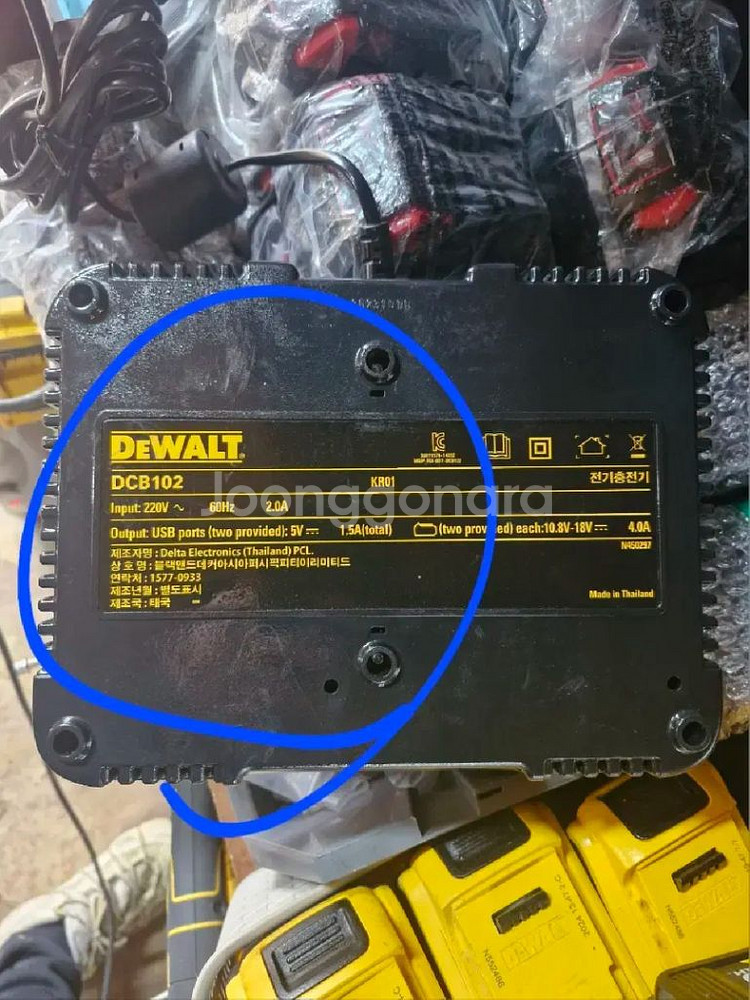 DEWALT
DCB102 KR01 전기충전기
Input: 220V ~ 60Hz 2.0A
Output: USB ports (two provided): 5V ⎓ 1.5A(total) (two provided) each:10.8V-18V ⎓ 4.0A
N450297
제조자명 : Delta Electronics (Thailand) PCL.
상 호 명 : 블랙앤드데커아시아퍼시픽피티이리미티드
연락처 : 1577-0933
제조년월 : 별도표시
제조국 : 태국
Made in Thailand
Joonggonara
N552486
N552486